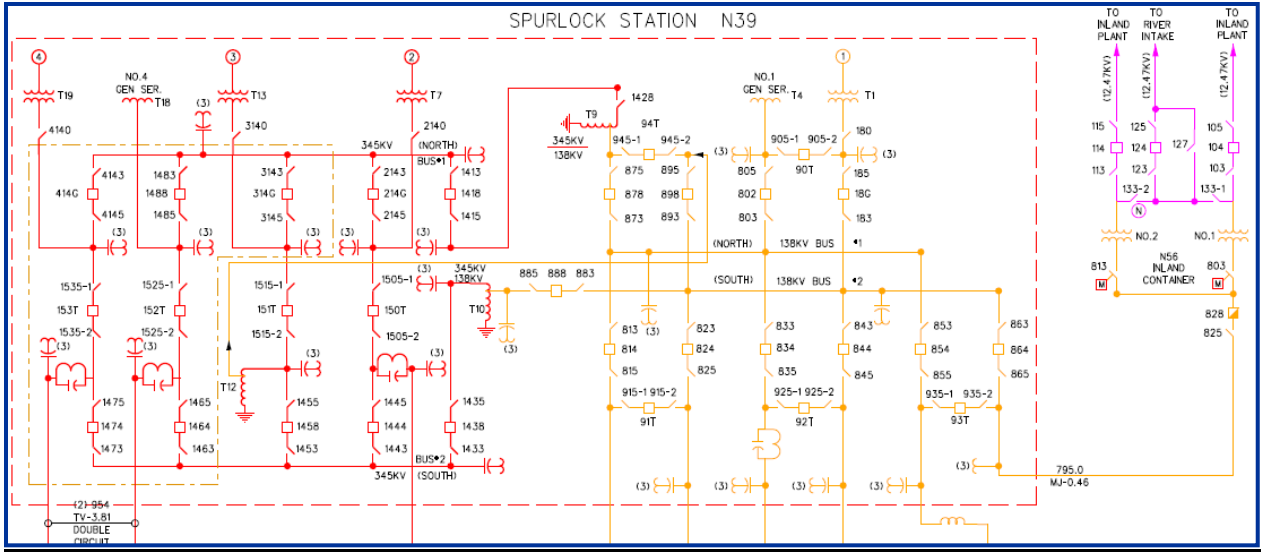 SPURLOCK STATION N39
TO
INLAND
PLANT
TO
RIVER
INTAKE
TO
INLAND
PLANT
(12.47KV)
(12.47KV)
(12.47KV)
4
3
2
1
T19
NO.4
GEN SER.
T18
(3)
T13
T7
1428
T9
94T
NO.1
GEN SER.
T4
T1
4140
3140
2140
345KV
(NORTH)
BUS#1
345KV
138KV
945-1
945-2
(3)
905-1
905-2
90T
180
(3)
115
114
113
125
124
123
127
105
104
103
133-2
133-1
N
4143
414G
4145
1483
1488
1485
3143
314G
3145
2143
214G
2145
1413
1418
1415
875
878
873
895
898
893
805
802
803
185
18G
183
(3)
(3)
(3)
(3)
(3)
(NORTH)
138KV BUS
#1
(SOUTH)
138KV BUS
#2
NO.2
NO.1
N56
INLAND
CONTAINER
813
M
803
M
828
825
1535-1
153T
1535-2
(3)
1525-1
152T
1525-2
(3)
1515-1
151T
1515-2
(3)
1505-1
150T
1505-2
(3)
345KV
138KV
T10
885
888
883
(3)
(3)
813
814
815
823
824
825
833
834
835
843
844
845
853
854
855
863
864
865
T12
915-1
915-2
91T
925-1
925-2
92T
935-1
935-2
93T
1475
1474
1473
1465
1464
1463
1455
1458
1453
1445
1444
1443
1435
1438
1433
BUS#2
345KV
(SOUTH)
(3)
(3)
(3)
(3)
(3)
795.0
MJ-0.46
(2) 954
TV-3.81
DOUBLE
CIRCUIT